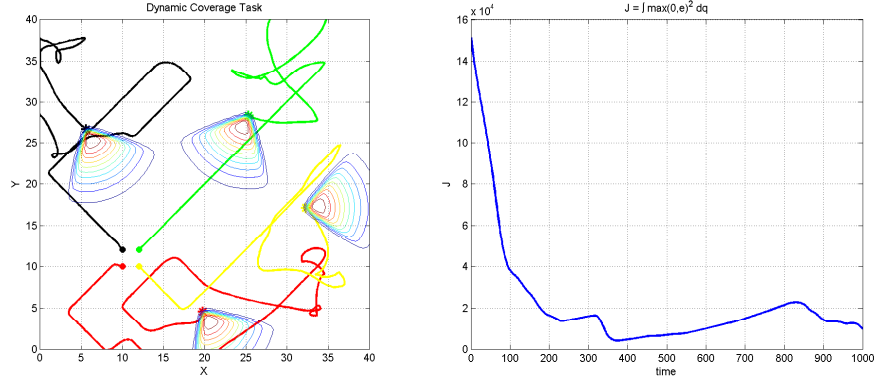 Dynamic Coverage Task
40
35
30
25
20
15
10
5
0
Y
0 5 10 15 20 25 30 35 40
X
J = ∫ max(0,e)² dq
x 10⁴
16
14
12
10
8
6
4
2
0
J
0 100 200 300 400 500 600 700 800 900 1000
time